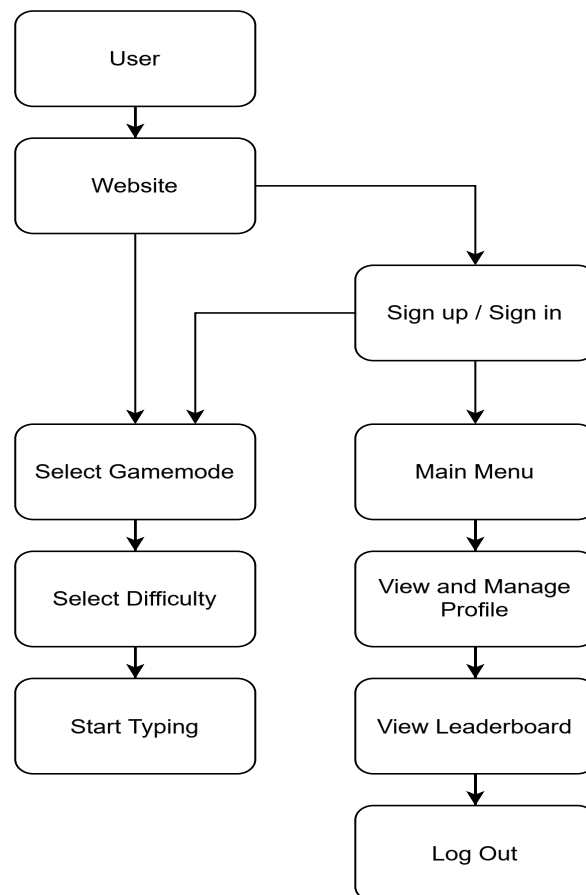 User
Website
Sign up / Sign in
Select Gamemode
Main Menu
Select Difficulty
View and Manage
Profile
Start Typing
View Leaderboard
Log Out